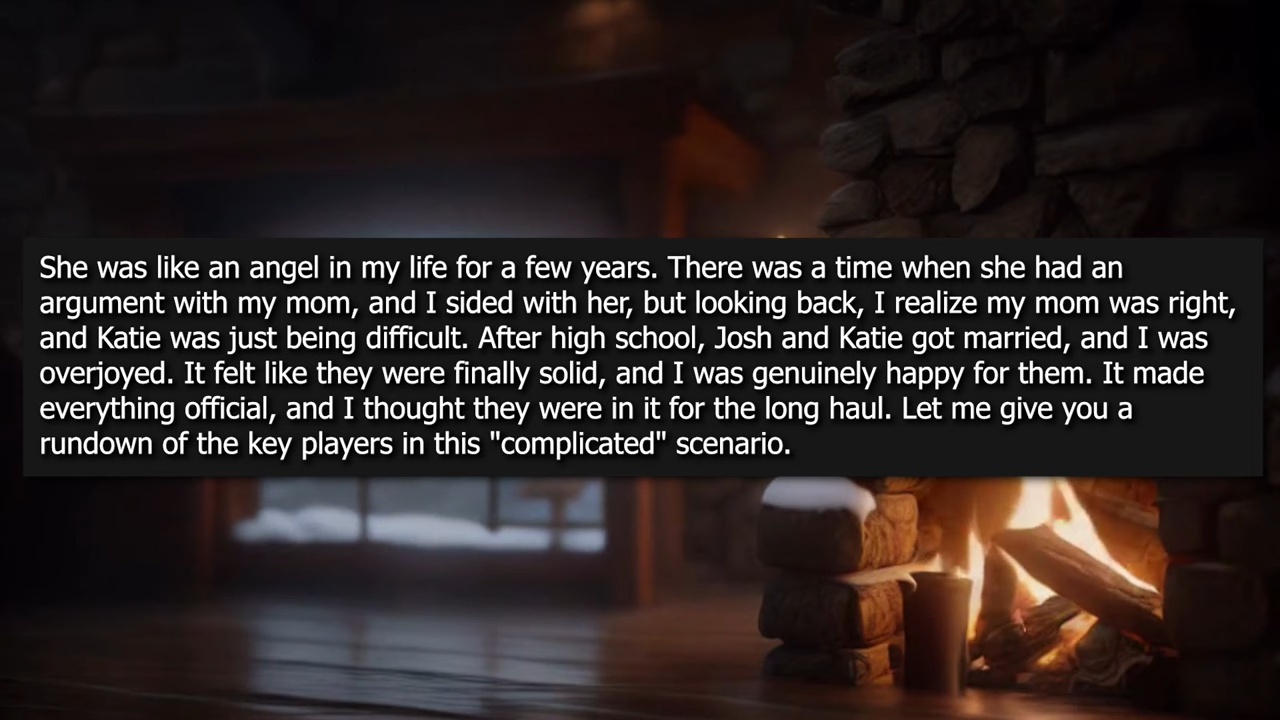 She was like an angel in my life for a few years. There was a time when she had an
argument with my mom, and I sided with her, but looking back, I realize my mom was right,
and Katie was just being difficult. After high school, Josh and Katie got married, and I was
overjoyed. It felt like they were finally solid, and I was genuinely happy for them. It made
everything official, and I thought they were in it for the long haul. Let me give you a
rundown of the key players in this "complicated" scenario.